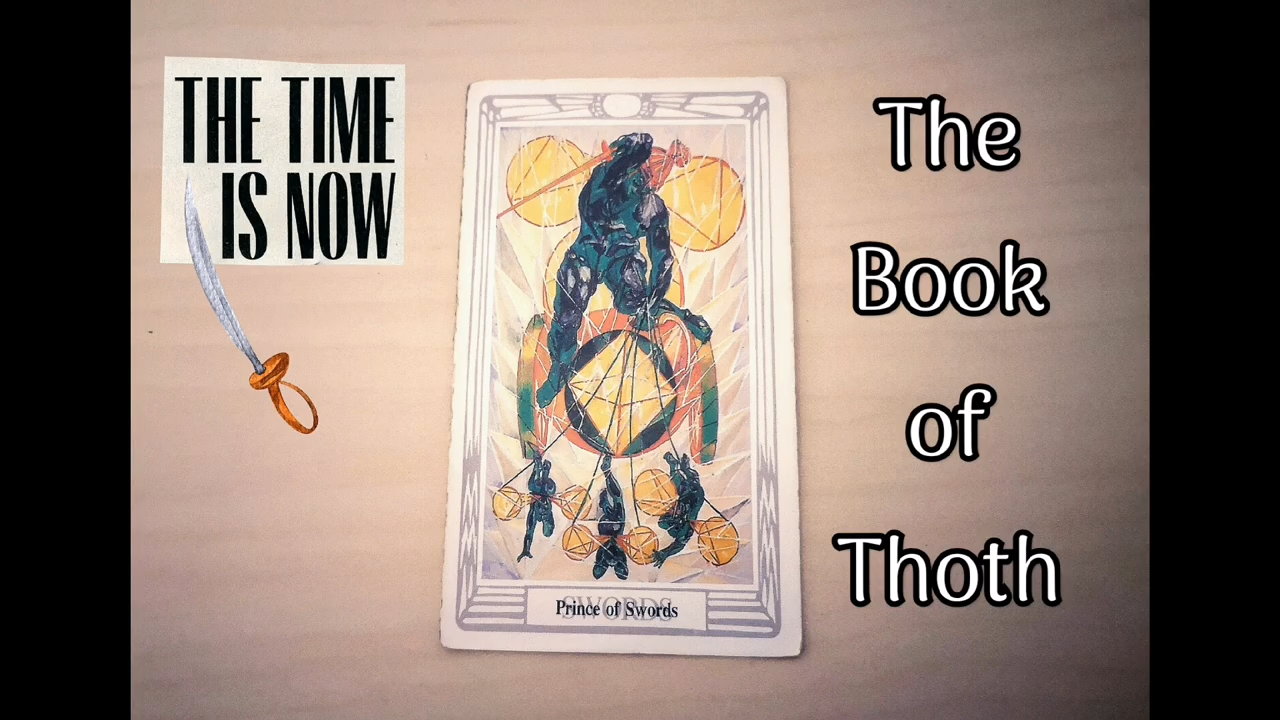 THE TIME
IS NOW
SWORDS
Prince of Swords
The
Book
of
Thoth